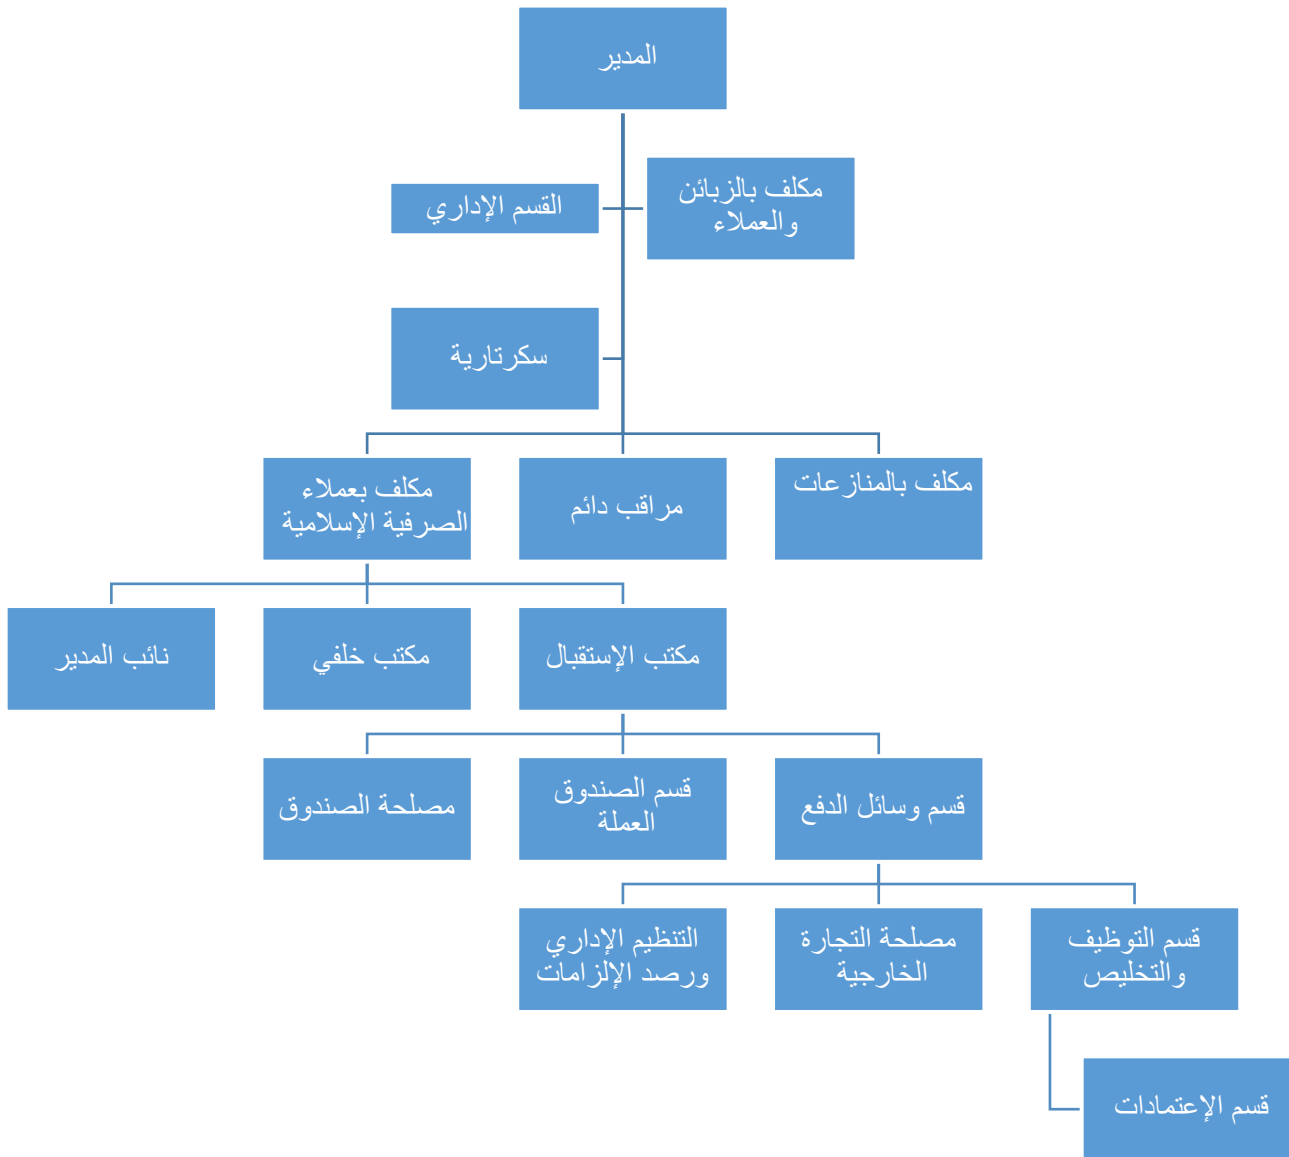 المدير
مكلف بالزبائن
والعملاء
القسم الإداري
سكرتارية
مكلف بالمنازعات
مراقب دائم
مكلف بعملاء
الصرفية الإسلامية
مكتب الإستقبال
مكتب خلفي
نائب المدير
قسم وسائل الدفع
قسم الصندوق
العملة
مصلحة الصندوق
قسم التوظيف
والتخليص
مصلحة التجارة
الخارجية
التنظيم الإداري
ورصد الإلزامات
قسم الإعتمادات